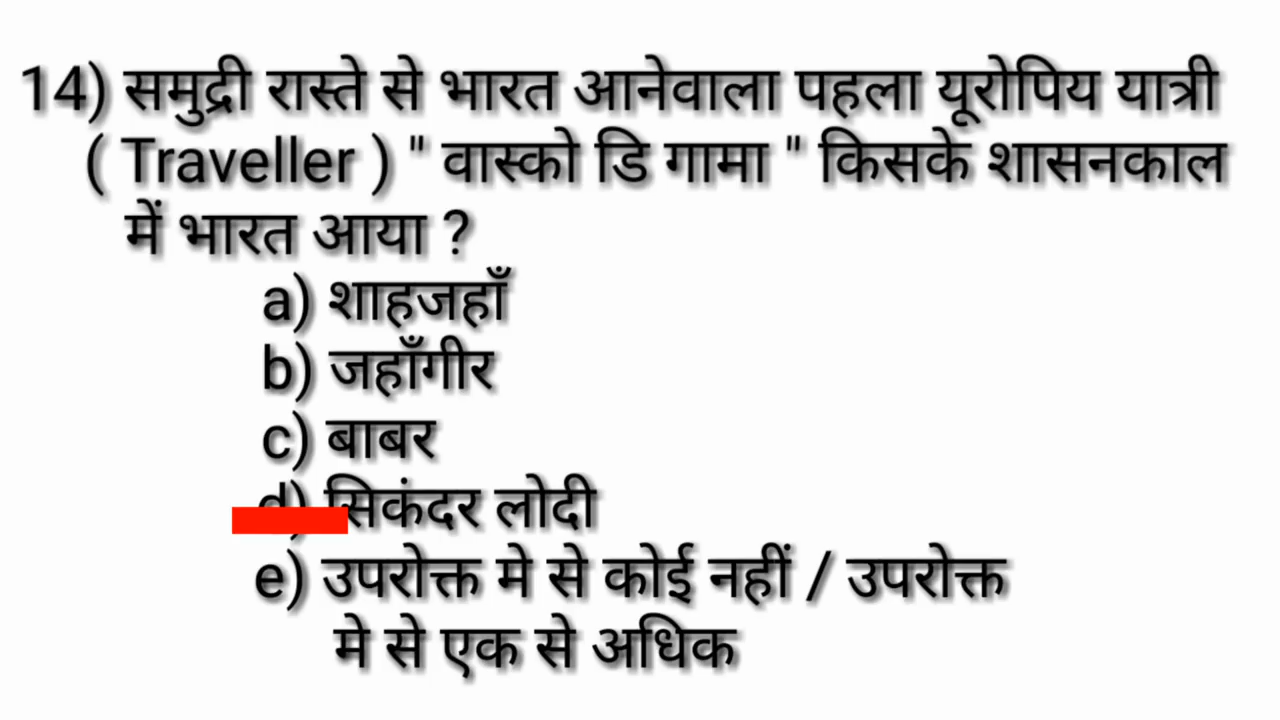 14) समुद्री रास्ते से भारत आनेवाला पहला यूरोपिय यात्री
( Traveller ) " वास्को डि गामा " किसके शासनकाल
में भारत आया ?
a) शाहजहाँ
b) जहाँगीर
c) बाबर
d) सिकंदर लोदी
e) उपरोक्त मे से कोई नहीं / उपरोक्त
मे से एक से अधिक